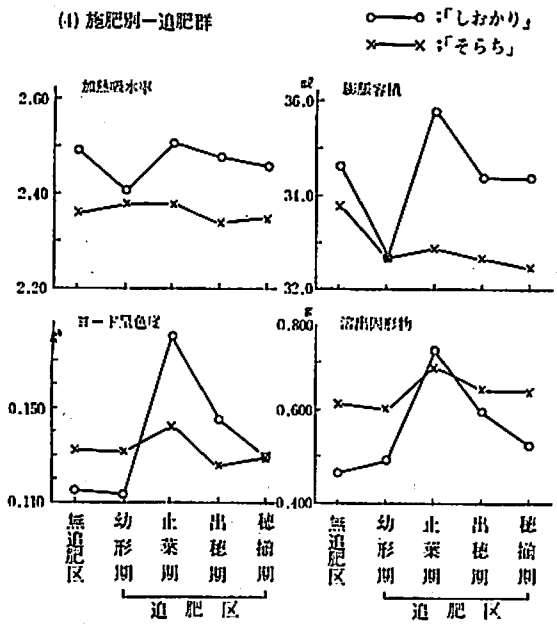 (4) 施肥別-追肥群
○—○ ;「しおかり」
×—× ;「そらち」
加熱吸水率
2.60
2.40
2.20
膨脹容積
36.0
31.0
32.0
ヨード呈色度
0.150
0.110
溶出固形物
g
0.800
0.600
0.400
無追肥区
幼形期
止葉期
出穂期
穂揃期
追肥区
無追肥区
幼形期
止葉期
出穂期
穂揃期
追肥区